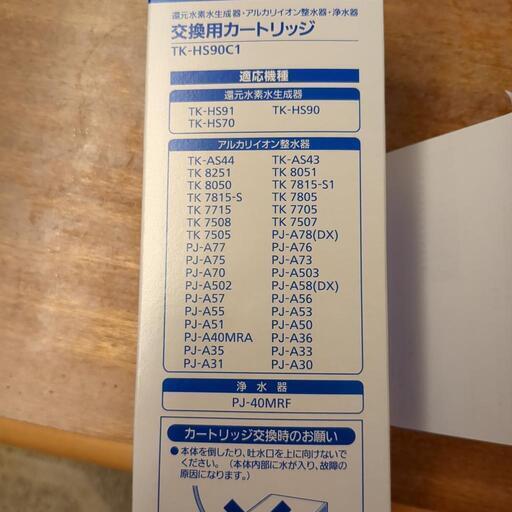 還元水素水生成器・アルカリイオン整水器・浄水器
交換用カートリッジ
TK-HS90C1
適応機種
還元水素水生成器
TK-HS91 TK-HS90
TK-HS70
アルカリイオン整水器
TK-AS44 TK-AS43
TK 8251 TK 8051
TK 8050 TK 7815-S1
TK 7815-S TK 7805
TK 7715 TK 7705
TK 7508 TK 7507
TK 7505 PJ-A78(DX)
PJ-A77 PJ-A76
PJ-A75 PJ-A73
PJ-A70 PJ-A503
PJ-A502 PJ-A58(DX)
PJ-A57 PJ-A56
PJ-A55 PJ-A53
PJ-A51 PJ-A50
PJ-A40MRA PJ-A36
PJ-A35 PJ-A33
PJ-A31 PJ-A30
浄水器
PJ-40MRF
カートリッジ交換時のお願い
●本体を倒したり、吐水口を上に向けないで
ください。（本体内部に水が入り、故障の
原因になります。）